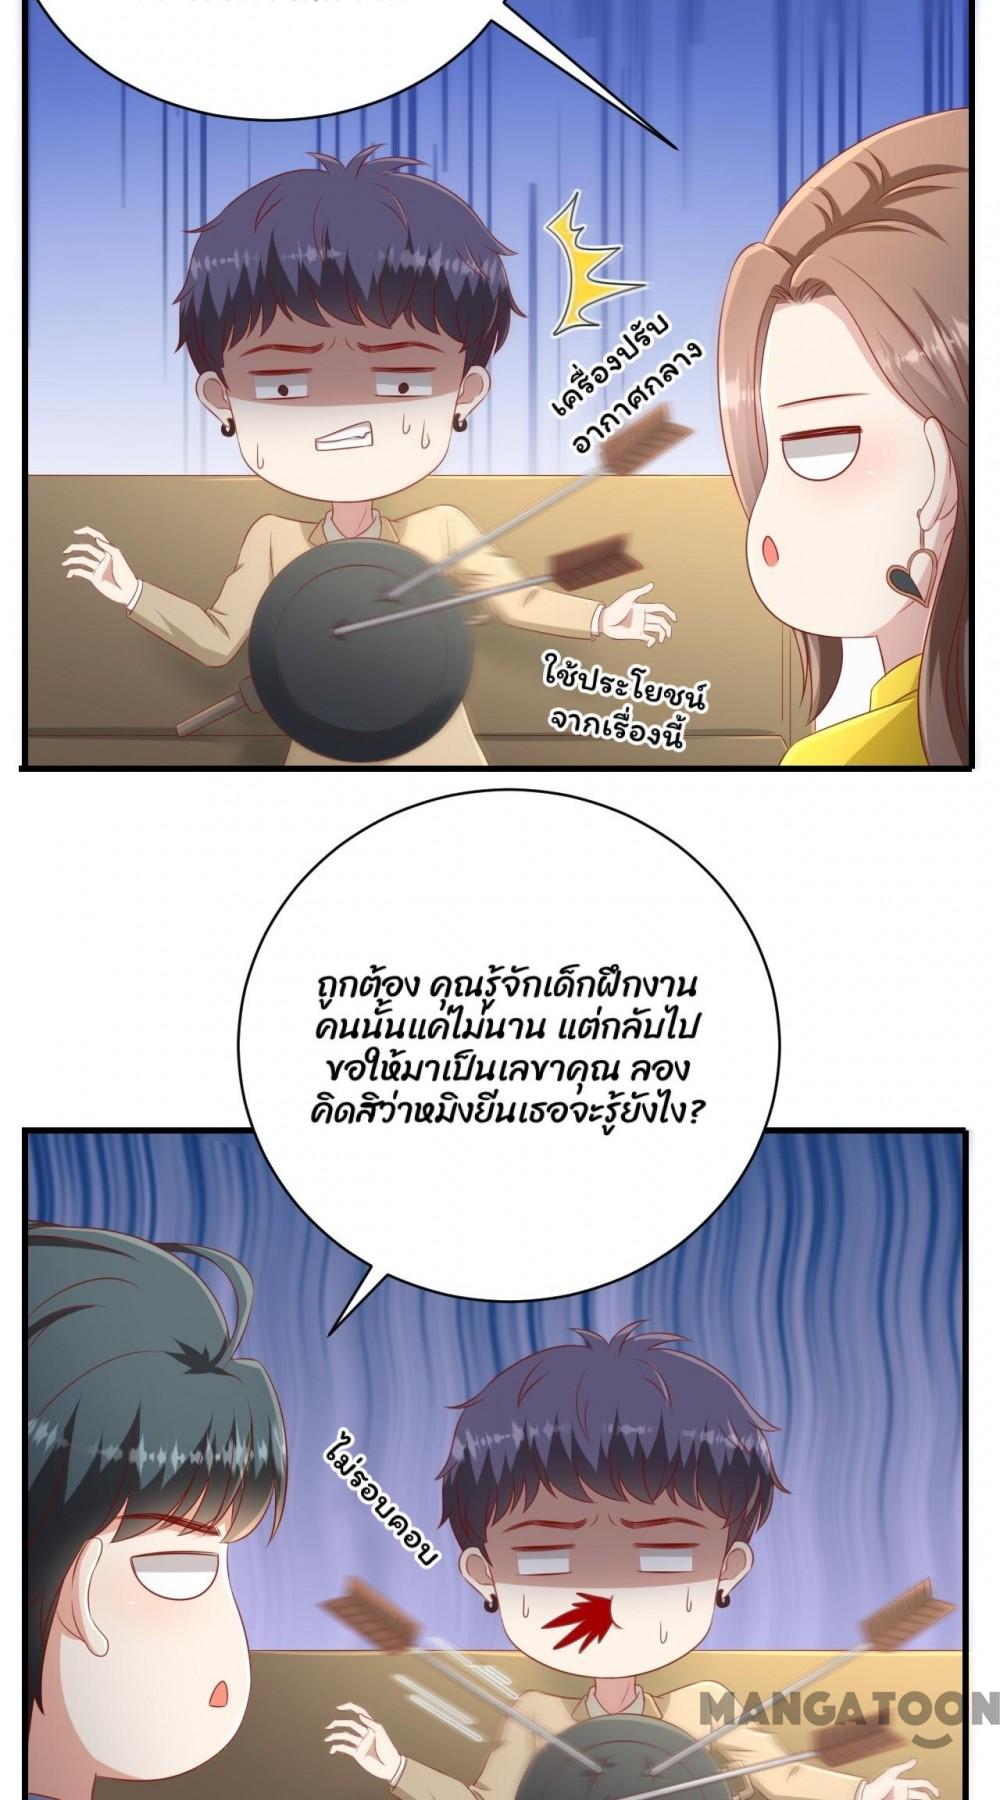 เครื่องปรับ
อากาศกลาง
ใช้ประโยชน์
จากเรื่องนี้
ถูกต้อง คุณรู้จักเด็กฝึกงาน
คนนั้นแค่ไม่นาน แต่กลับไป
ขอให้มาเป็นเลขาคุณ ลอง
คิดสิว่าหมิงยีนเธอจะรู้ยังไง?
ไม่รอบคอบ
MANGATOON